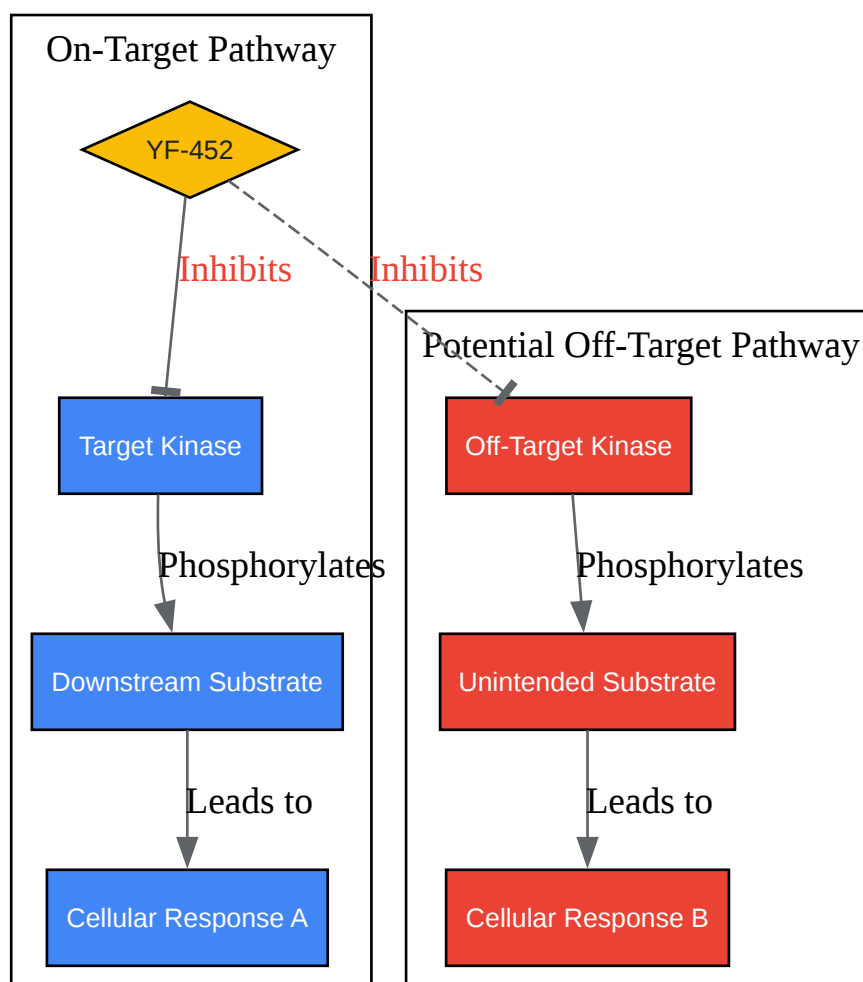 On-Target Pathway
YF-452
Inhibits
Inhibits
Potential Off-Target Pathway
Target Kinase
Off-Target Kinase
Phosphorylates
Phosphorylates
Downstream Substrate
Unintended Substrate
Leads to
Leads to
Cellular Response A
Cellular Response B